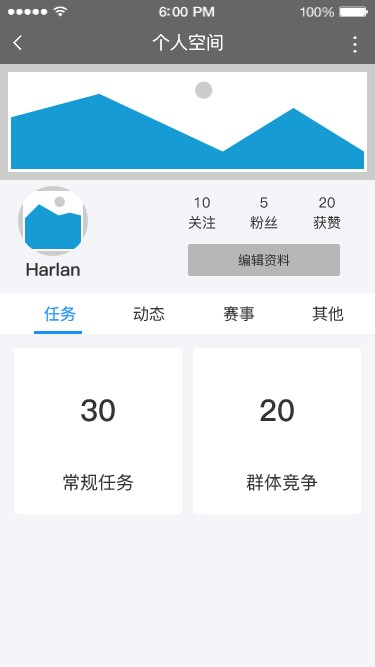 6:00 PM 100%
个人空间
10 5 20
关注 粉丝 获赞
编辑资料
Harlan
任务 动态 赛事 其他
30 20
常规任务 群体竞争